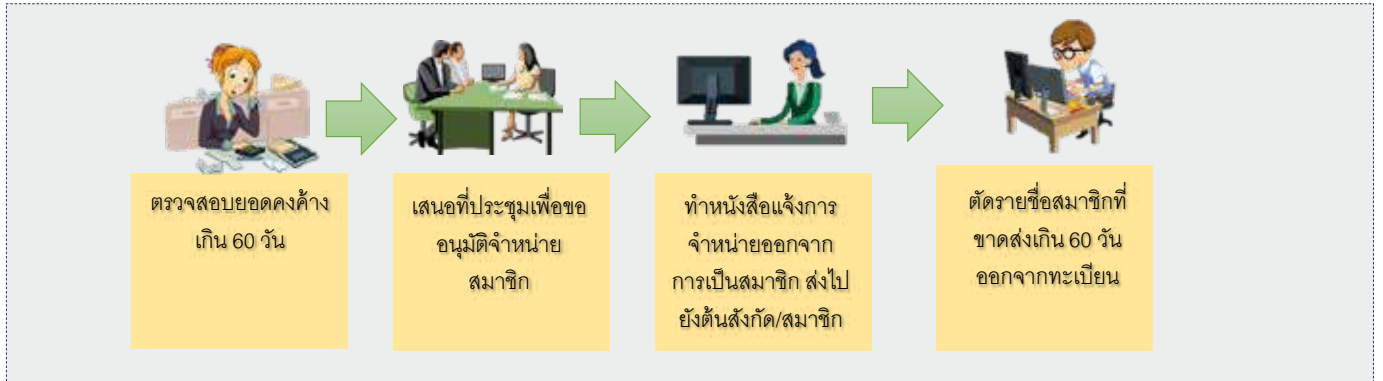 ตรวจสอบยอดคงค้าง
เกิน 60 วัน
เสนอที่ประชุมเพื่อขอ
อนุมัติจำหน่าย
สมาชิก
ทำหนังสือแจ้งการ
จำหน่ายออกจาก
การเป็นสมาชิก ส่งไป
ยังต้นสังกัด/สมาชิก
ตัดรายชื่อสมาชิกที่
ขาดส่งเกิน 60 วัน
ออกจากทะเบียน